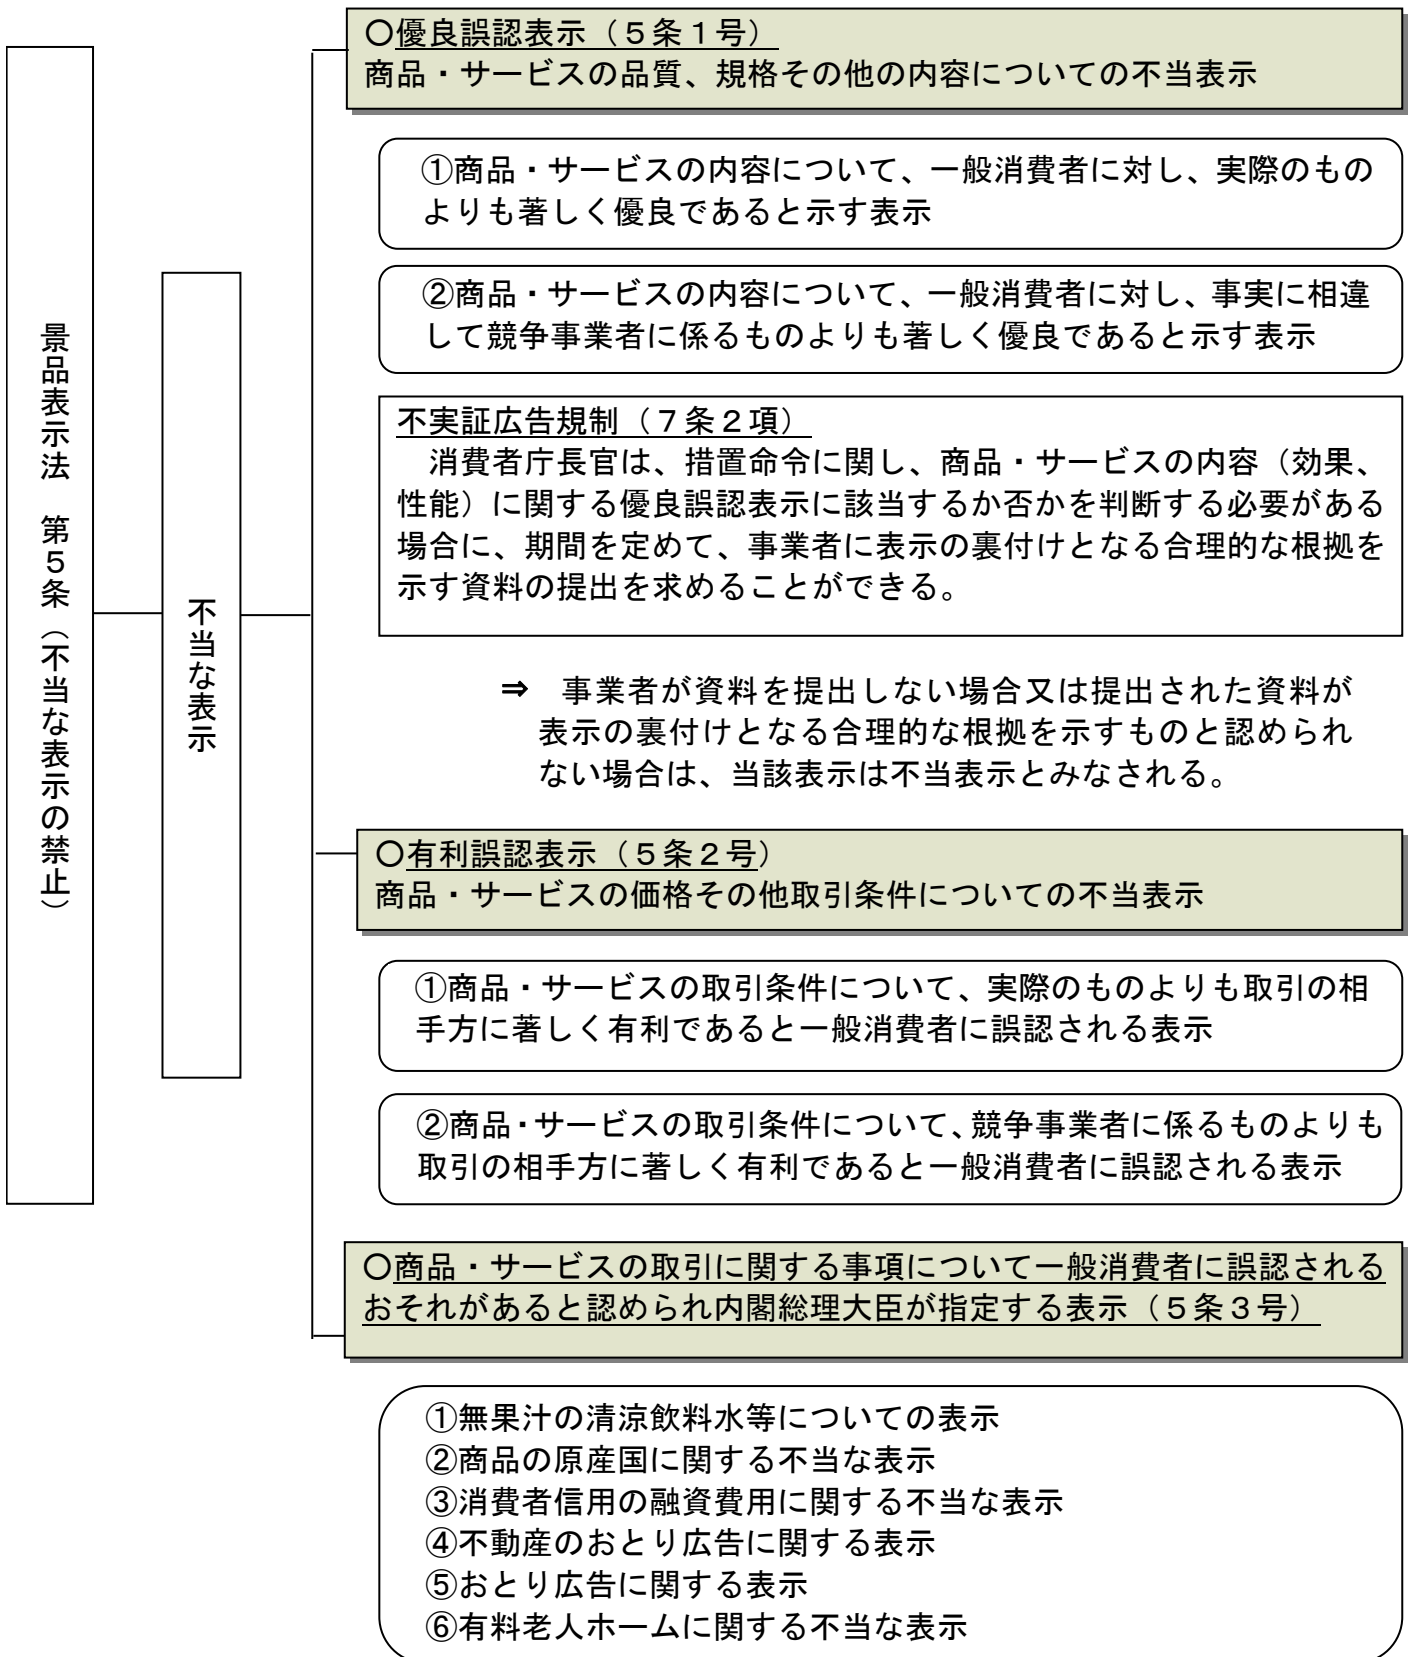 景品表示法　第５条（不当な表示の禁止）
不当な表示
○優良誤認表示（５条１号）
商品・サービスの品質、規格その他の内容についての不当表示
①商品・サービスの内容について、一般消費者に対し、実際のもの
よりも著しく優良であると示す表示
②商品・サービスの内容について、一般消費者に対し、事実に相違
して競争事業者に係るものよりも著しく優良であると示す表示
不実証広告規制（７条２項）
　消費者庁長官は、措置命令に関し、商品・サービスの内容（効果、
性能）に関する優良誤認表示に該当するか否かを判断する必要がある
場合に、期間を定めて、事業者に表示の裏付けとなる合理的な根拠を
示す資料の提出を求めることができる。
⇒　事業者が資料を提出しない場合又は提出された資料が
表示の裏付けとなる合理的な根拠を示すものと認められ
ない場合は、当該表示は不当表示とみなされる。
○有利誤認表示（５条２号）
商品・サービスの価格その他取引条件についての不当表示
①商品・サービスの取引条件について、実際のものよりも取引の相
手方に著しく有利であると一般消費者に誤認される表示
②商品・サービスの取引条件について、競争事業者に係るものよりも
取引の相手方に著しく有利であると一般消費者に誤認される表示
○商品・サービスの取引に関する事項について一般消費者に誤認される
おそれがあると認められ内閣総理大臣が指定する表示（５条３号）
①無果汁の清涼飲料水等についての表示
②商品の原産国に関する不当な表示
③消費者信用の融資費用に関する不当な表示
④不動産のおとり広告に関する表示
⑤おとり広告に関する表示
⑥有料老人ホームに関する不当な表示